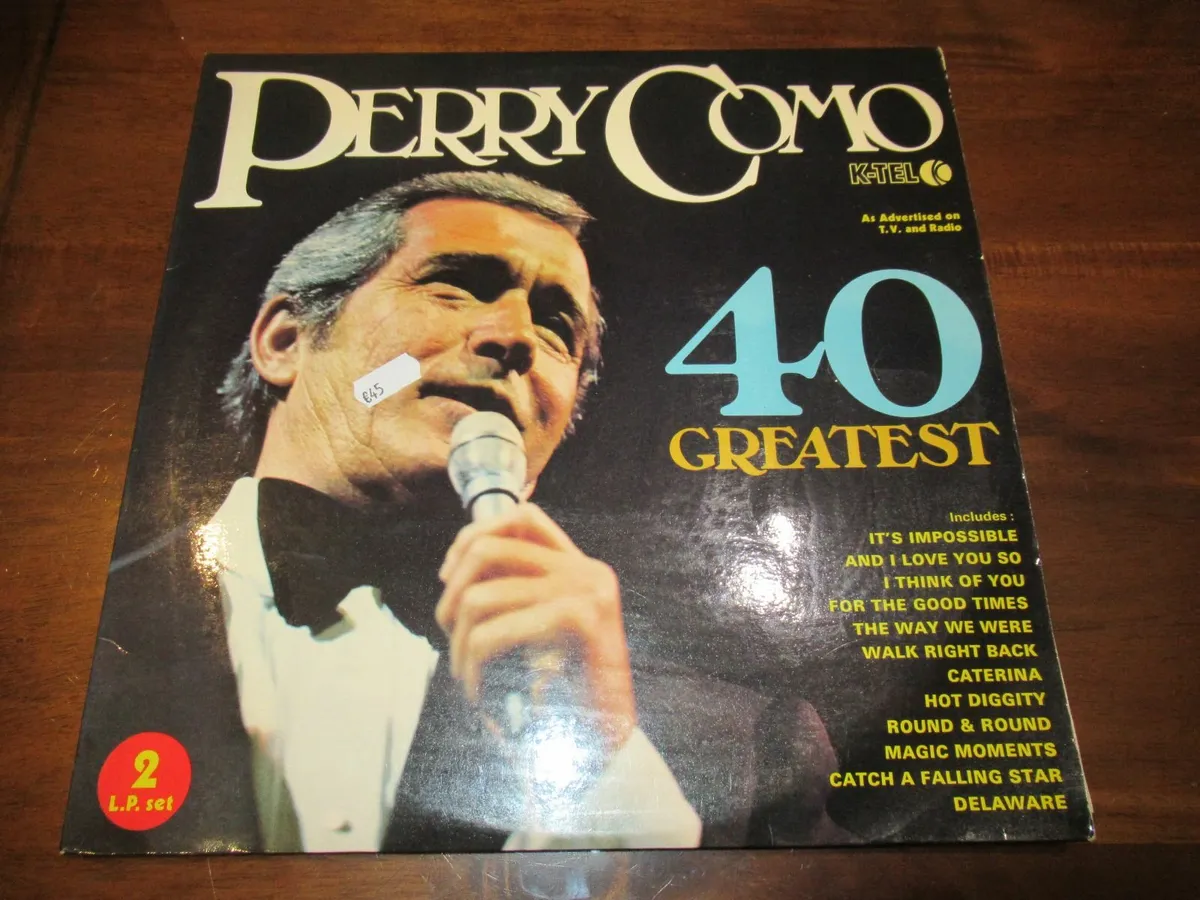 PERRY COMO
K-TEL
As Advertised on
T.V. and Radio
40
GREATEST
€45
Includes :
IT'S IMPOSSIBLE
AND I LOVE YOU SO
I THINK OF YOU
FOR THE GOOD TIMES
THE WAY WE WERE
WALK RIGHT BACK
CATERINA
HOT DIGGITY
ROUND & ROUND
MAGIC MOMENTS
CATCH A FALLING STAR
DELAWARE
2
L.P. set